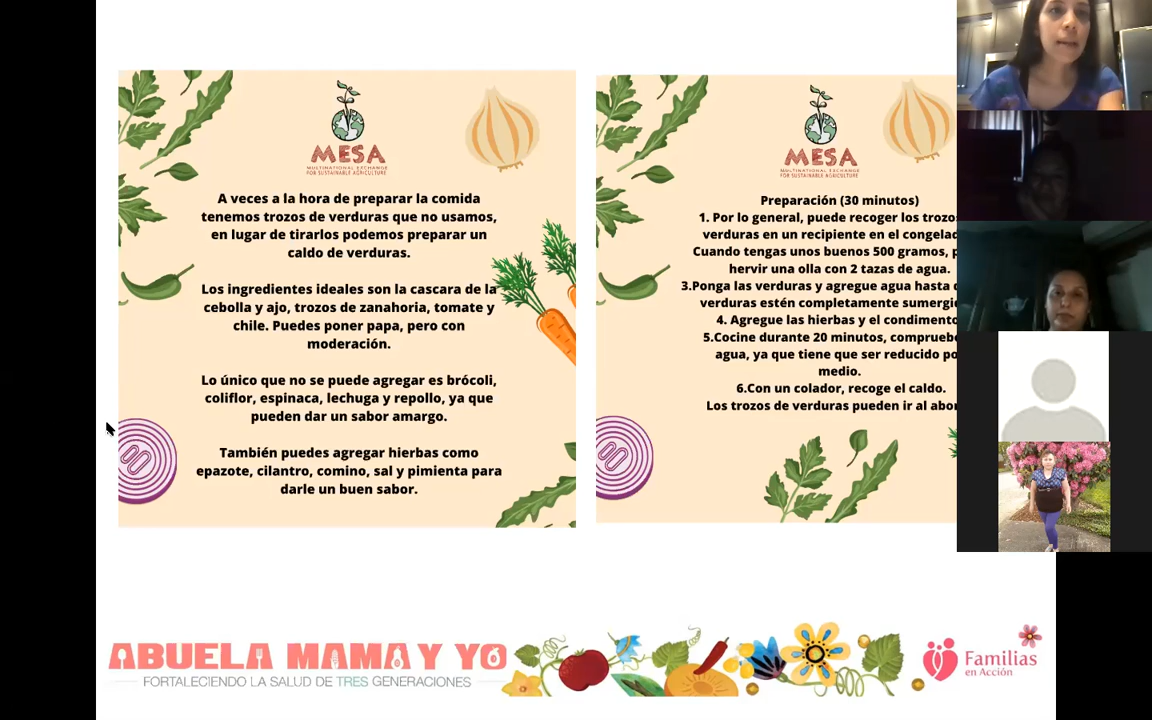 MESA
MULTINATIONAL EXCHANGE
FOR SUSTAINABLE AGRICULTURE
A veces a la hora de preparar la comida
tenemos trozos de verduras que no usamos,
en lugar de tirarlos podemos preparar un
caldo de verduras.
Los ingredientes ideales son la cascara de la
cebolla y ajo, trozos de zanahoria, tomate y
chile. Puedes poner papa, pero con
moderación.
Lo único que no se puede agregar es brócoli,
coliflor, espinaca, lechuga y repollo, ya que
pueden dar un sabor amargo.
También puedes agregar hierbas como
epazote, cilantro, comino, sal y pimienta para
darle un buen sabor.
MESA
MULTINATIONAL EXCHANGE
FOR SUSTAINABLE AGRICULTURE
Preparación (30 minutos)
1. Por lo general, puede recoger los trozos
verduras en un recipiente en el congelad
Cuando tengas unos buenos 500 gramos, p
hervir una olla con 2 tazas de agua.
3.Ponga las verduras y agregue agua hasta
verduras estén completamente sumergi
4. Agregue las hierbas y el condimento
5.Cocine durante 20 minutos, compruebe
agua, ya que tiene que ser reducido po
medio.
6.Con un colador, recoge el caldo.
Los trozos de verduras pueden ir al abon
ABUELA MAMA Y YO
FORTALECIENDO LA SALUD DE TRES GENERACIONES
Familias
en Acción